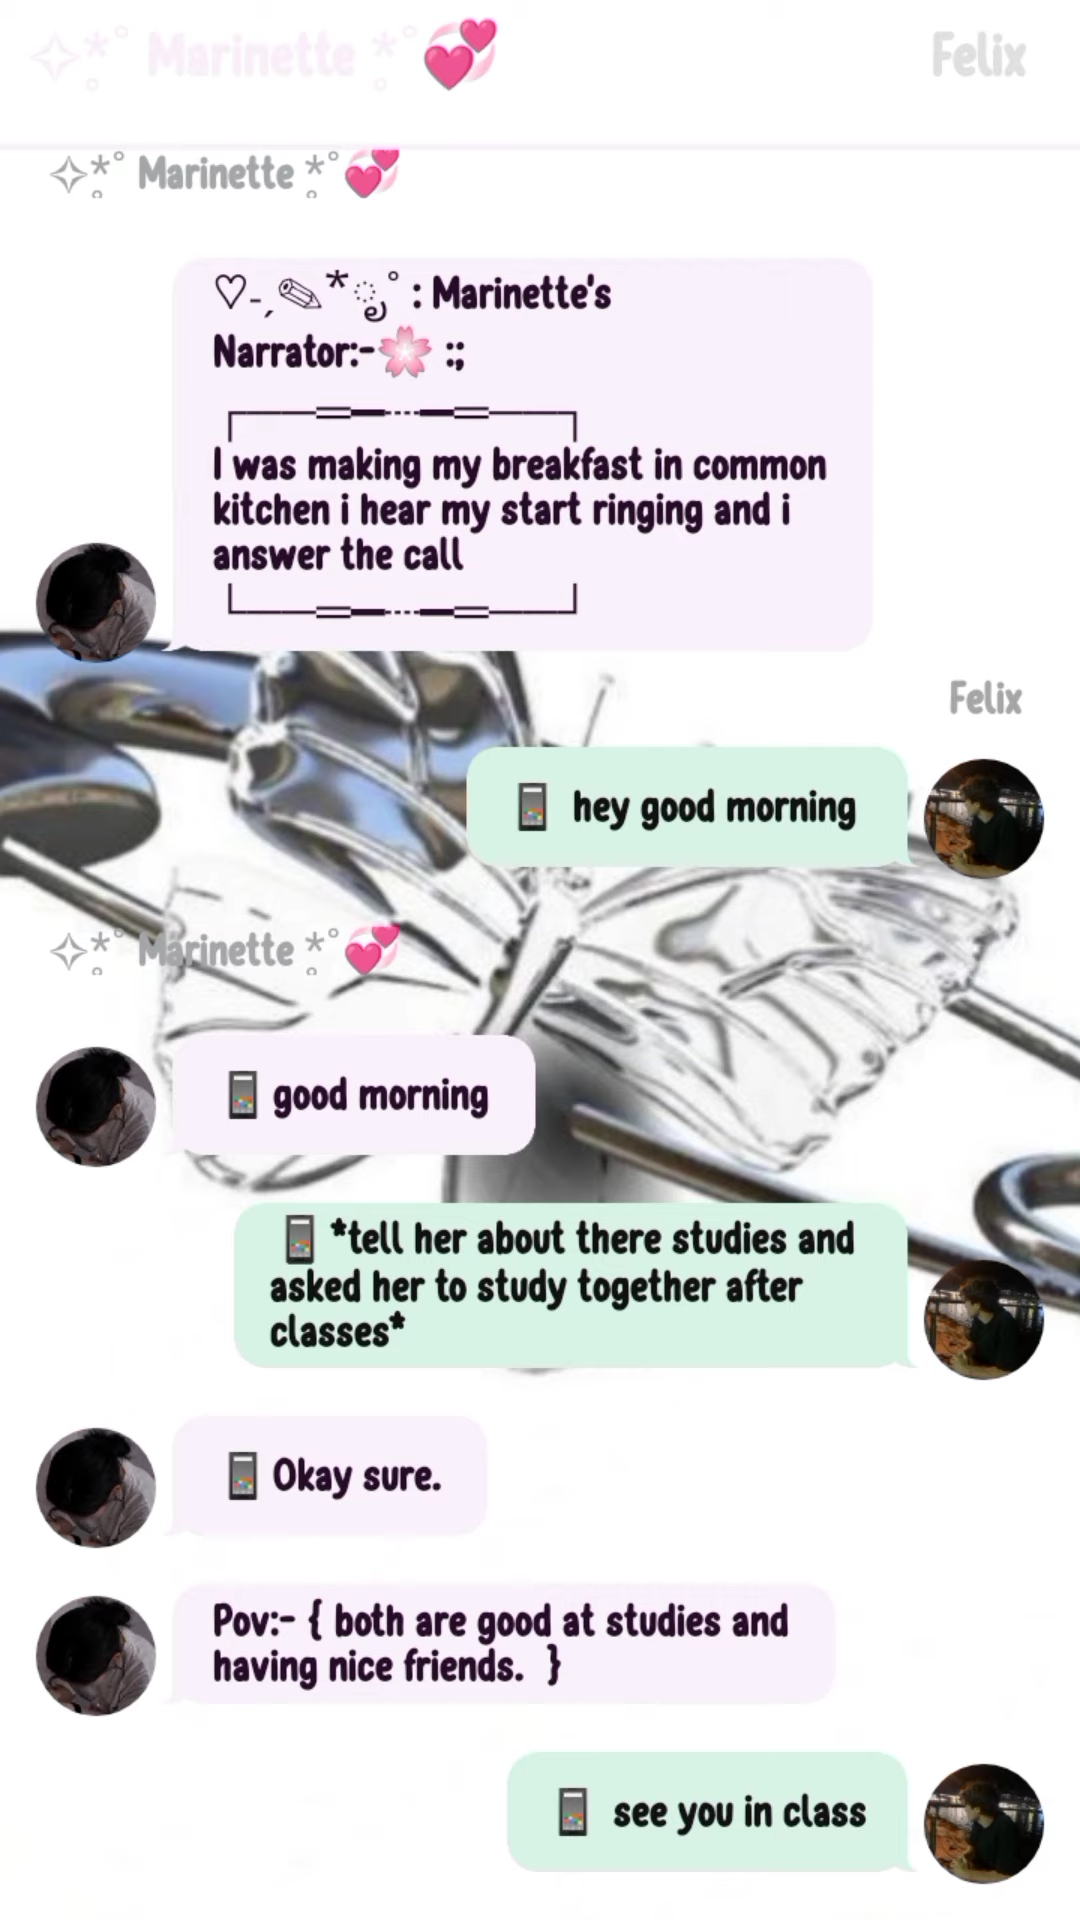 ✧*̥˚ Marinette *̥˚💞 Felix
✧*̥˚ Marinette *̥˚💞
♡-ˏ✎*ೃ˚ : Marinette's
Narrator:-🌸 :;
┌───══━━┅━━══───┐
I was making my breakfast in common
kitchen i hear my start ringing and i
answer the call
└───══━━┅━━══───┘
Felix
📱 hey good morning
✧*̥˚ Marinette *̥˚💞
📱good morning
📱*tell her about there studies and
asked her to study together after
classes*
📱Okay sure.
Pov:- { both are good at studies and
having nice friends. }
📱 see you in class